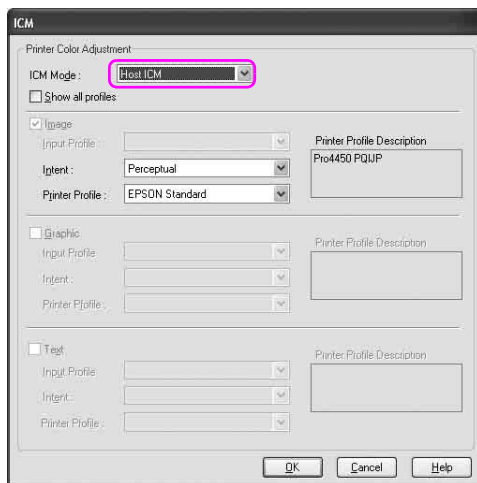 ICM
Printer Color Adjustment
ICM Mode :
Host ICM
Show all profiles
Image
Input Profile :
Printer Profile Description
Intent :
Perceptual
Pro4450 PQIJP
Printer Profile :
EPSON Standard
Graphic
Input Profile
Printer Profile Description
Intent :
Printer Profile :
Text
Input Profile
Printer Profile Description
Intent :
Printer Profile :
OK
Cancel
Help